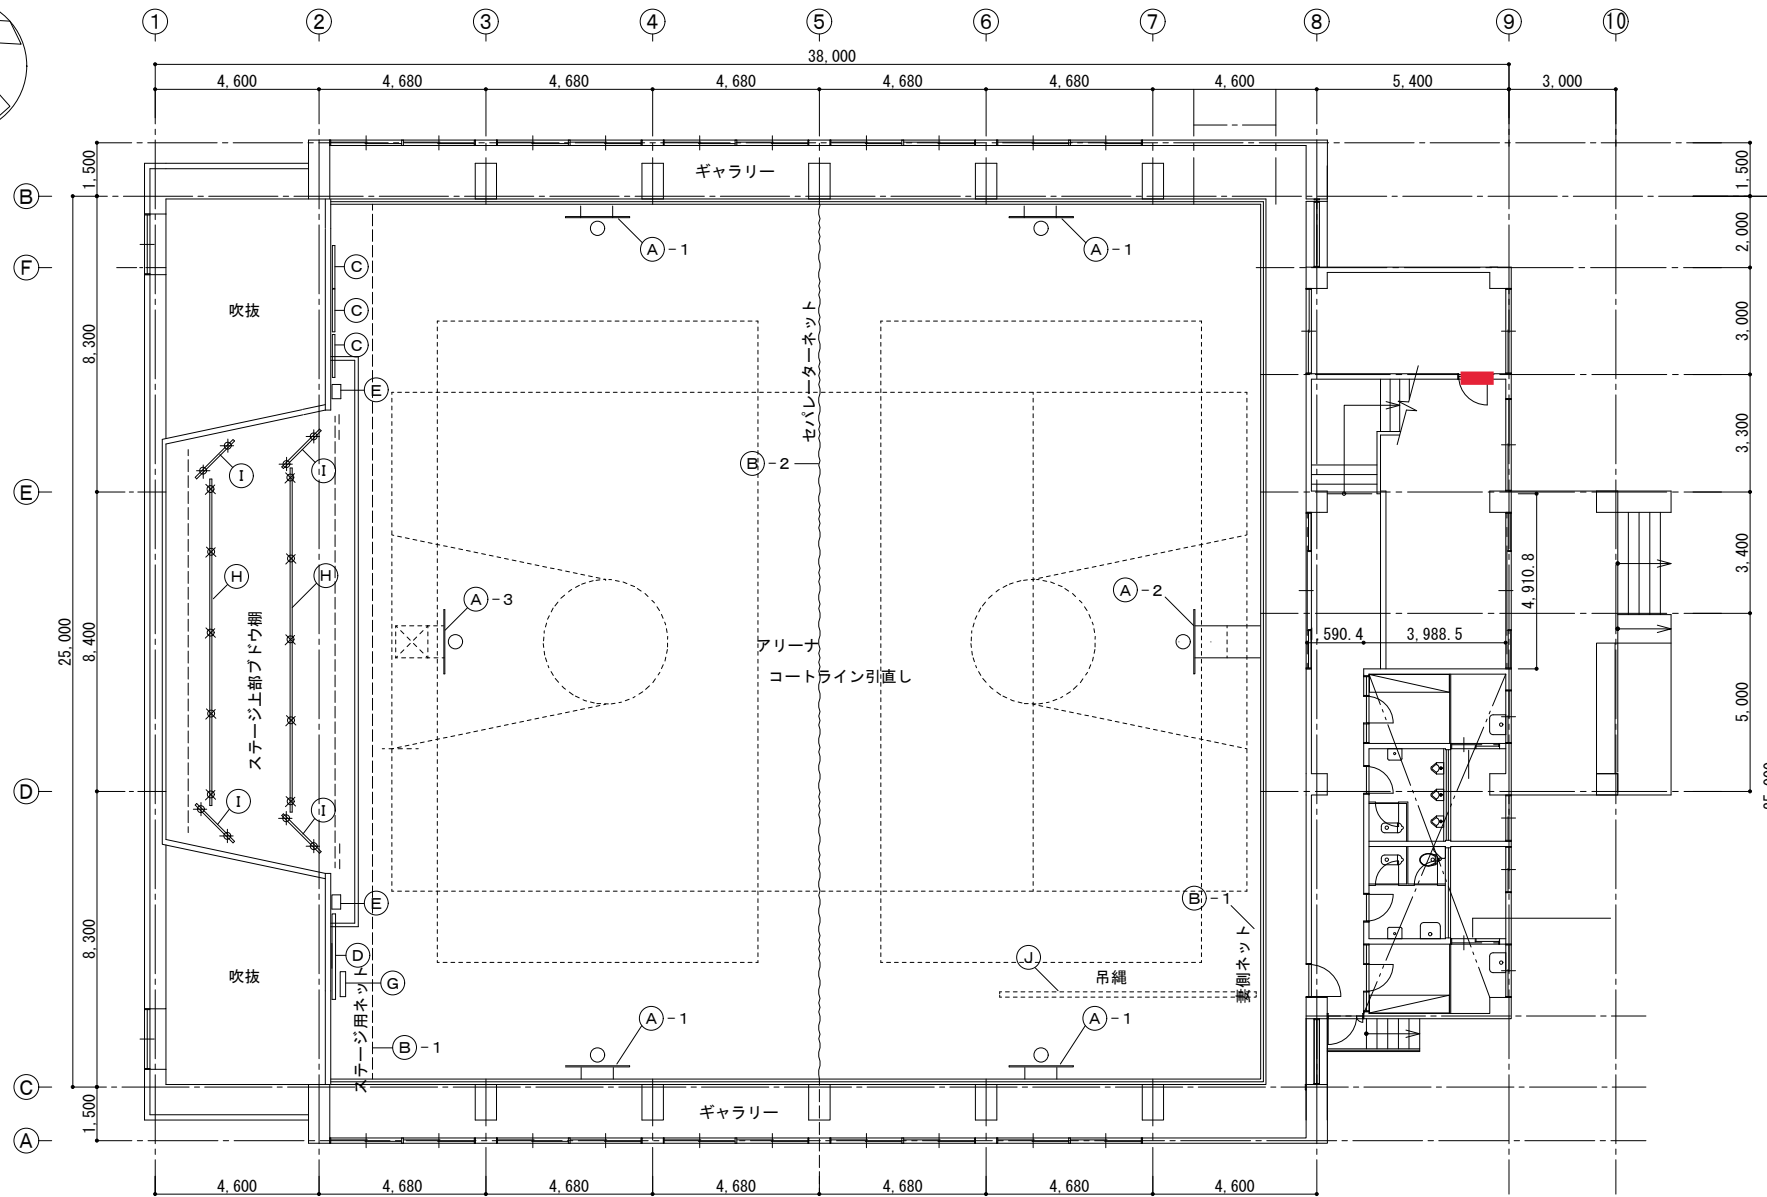 1 2 3 4 5 6 7 8 9 10
38,000
4,600 4,680 4,680 4,680 4,680 4,680 4,600 5,400 3,000
1,500
1,500
ギャラリー
B
2,000
A-1
A-1
F
C
吹抜
C
セパレーターネット
3,000
8,300
C
E
3,300
I
I
B-2
E
3,400
H
H
4,910.8
A-3
A-2
ステージ上部ブドウ棚
25,000
8,400
590.4
3,988.5
アリーナ
コートライン引直し
5,000
D
I
I
E
B-1
8,300
D
妻側ネット
吹抜
G
J
吊縄
ステージ用ネット
A-1
A-1
B-1
C
1,500
ギャラリー
A
4,600 4,680 4,680 4,680 4,680 4,680 4,600